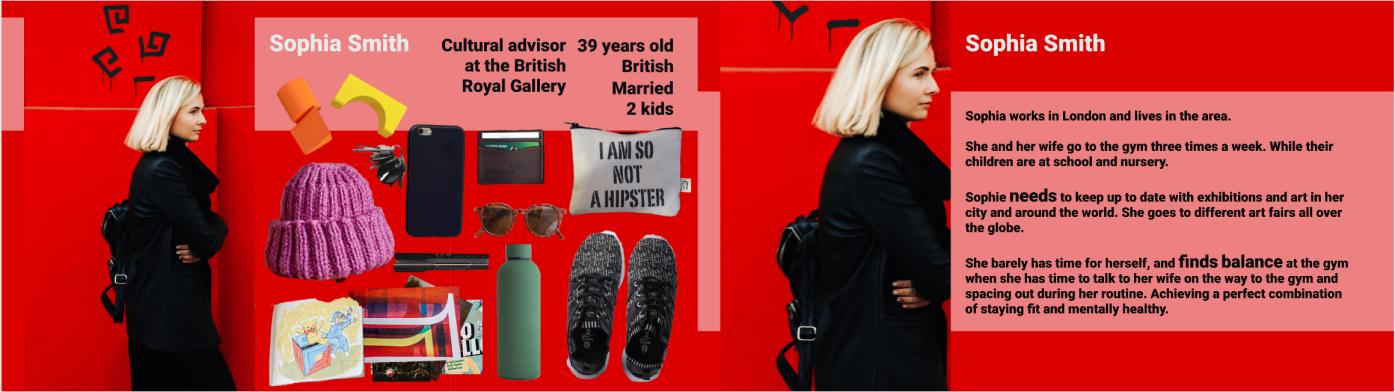 Sophia Smith
Cultural advisor
at the British
Royal Gallery
39 years old
British
Married
2 kids
I AM SO
NOT
A HIPSTER
Sophia Smith
Sophia works in London and lives in the area.
She and her wife go to the gym three times a week. While their
children are at school and nursery.
Sophie needs to keep up to date with exhibitions and art in her
city and around the world. She goes to different art fairs all over
the globe.
She barely has time for herself, and finds balance at the gym
when she has time to talk to her wife on the way to the gym and
spacing out during her routine. Achieving a perfect combination
of staying fit and mentally healthy.